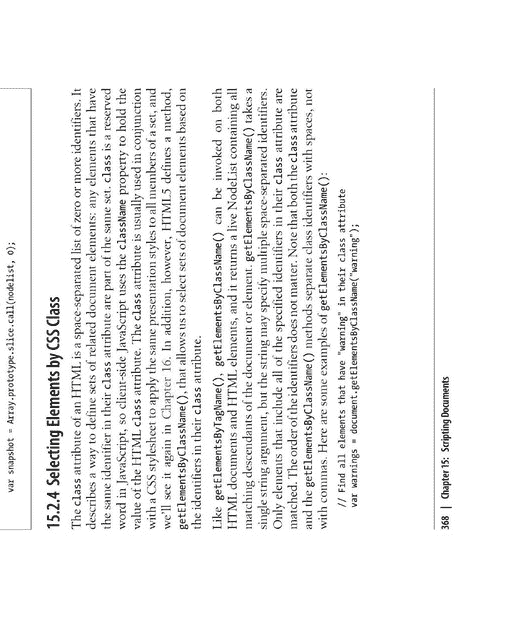 var snapshot = Array.prototype.slice.call(nodelist, 0);
15.2.4 Selecting Elements by CSS Class
The class attribute of an HTML is a space-separated list of zero or more identifiers. It
describes a way to define sets of related document elements: any elements that have
the same identifier in their class attribute are part of the same set. class is a reserved
word in JavaScript, so client-side JavaScript uses the className property to hold the
value of the HTML class attribute. The class attribute is usually used in conjunction
with a CSS stylesheet to apply the same presentation styles to all members of a set, and
we'll see it again in Chapter 16. In addition, however, HTML5 defines a method,
getElementsByClassName(), that allows us to select sets of document elements based on
the identifiers in their class attribute.
Like getElementsByTagName(), getElementsByClassName() can be invoked on both
HTML documents and HTML elements, and it returns a live NodeList containing all
matching descendants of the document or element. getElementsByClassName() takes a
single string argument, but the string may specify multiple space-separated identifiers.
Only elements that include all of the specified identifiers in their class attribute are
matched. The order of the identifiers does not matter. Note that both the class attribute
and the getElementsByClassName() methods separate class identifiers with spaces, not
with commas. Here are some examples of getElementsByClassName():
// Find all elements that have "warning" in their class attribute
var warnings = document.getElementsByClassName("warning");
368 | Chapter 15: Scripting Documents